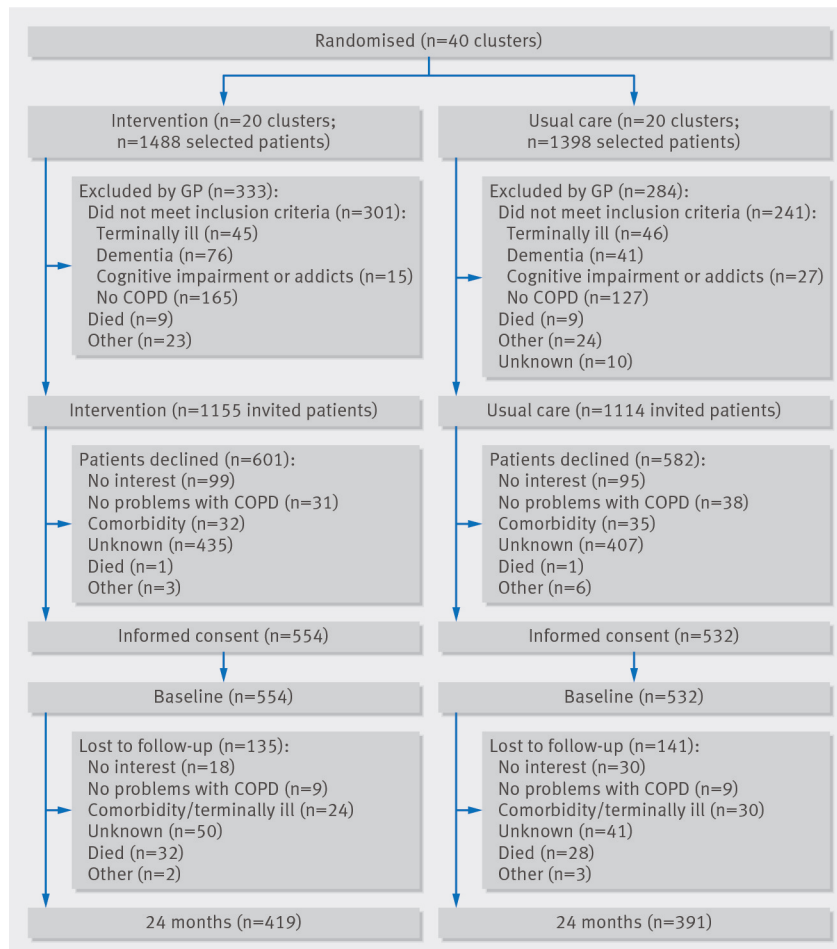 Randomised (n=40 clusters)
Intervention (n=20 clusters;
n=1488 selected patients)
Usual care (n=20 clusters;
n=1398 selected patients)
Excluded by GP (n=333):
Did not meet inclusion criteria (n=301):
Terminally ill (n=45)
Dementia (n=76)
Cognitive impairment or addicts (n=15)
No COPD (n=165)
Died (n=9)
Other (n=23)
Excluded by GP (n=284):
Did not meet inclusion criteria (n=241):
Terminally ill (n=46)
Dementia (n=41)
Cognitive impairment or addicts (n=27)
No COPD (n=127)
Died (n=9)
Other (n=24)
Unknown (n=10)
Intervention (n=1155 invited patients)
Usual care (n=1114 invited patients)
Patients declined (n=601):
No interest (n=99)
No problems with COPD (n=31)
Comorbidity (n=32)
Unknown (n=435)
Died (n=1)
Other (n=3)
Patients declined (n=582):
No interest (n=95)
No problems with COPD (n=38)
Comorbidity (n=35)
Unknown (n=407)
Died (n=1)
Other (n=6)
Informed consent (n=554)
Informed consent (n=532)
Baseline (n=554)
Baseline (n=532)
Lost to follow-up (n=135):
No interest (n=18)
No problems with COPD (n=9)
Comorbidity/terminally ill (n=24)
Unknown (n=50)
Died (n=32)
Other (n=2)
Lost to follow-up (n=141):
No interest (n=30)
No problems with COPD (n=9)
Comorbidity/terminally ill (n=30)
Unknown (n=41)
Died (n=28)
Other (n=3)
24 months (n=419)
24 months (n=391)